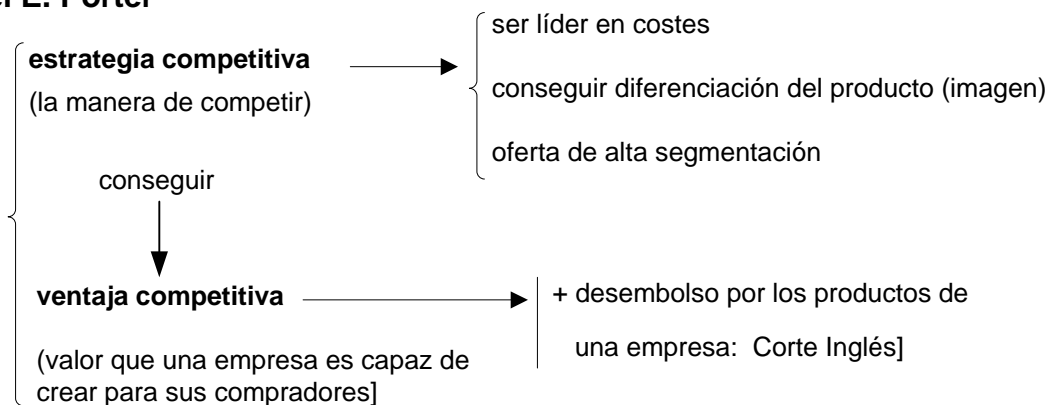 E. Porter
ser líder en costes
estrategia competitiva
(la manera de competir)
conseguir diferenciación del producto (imagen)
oferta de alta segmentación
conseguir
ventaja competitiva
+ desembolso por los productos de
una empresa: Corte Inglés]
(valor que una empresa es capaz de
crear para sus compradores]